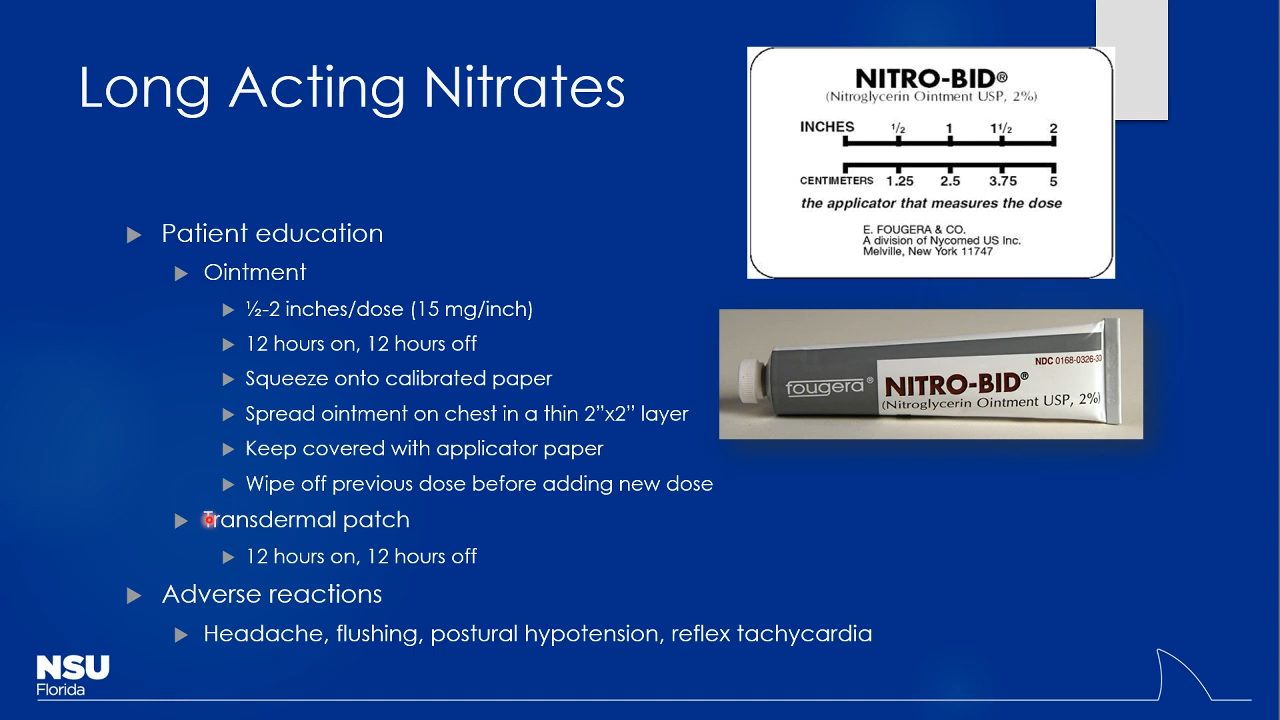 Long Acting Nitrates
NITRO-BID®
(Nitroglycerin Ointment USP, 2%)
INCHES 1/2 1 1 1/2 2
CENTIMETERS 1.25 2.5 3.75 5
the applicator that measures the dose
E. FOUGERA & CO.
A division of Nycomed US Inc.
Melville, New York 11747
Patient education
Ointment
½-2 inches/dose (15 mg/inch)
12 hours on, 12 hours off
Squeeze onto calibrated paper
Spread ointment on chest in a thin 2”x2” layer
Keep covered with applicator paper
Wipe off previous dose before adding new dose
Transdermal patch
12 hours on, 12 hours off
Adverse reactions
Headache, flushing, postural hypotension, reflex tachycardia
NDC 0168-0326-30
fougera®
NITRO-BID®
(Nitroglycerin Ointment USP, 2%)
NSU
Florida